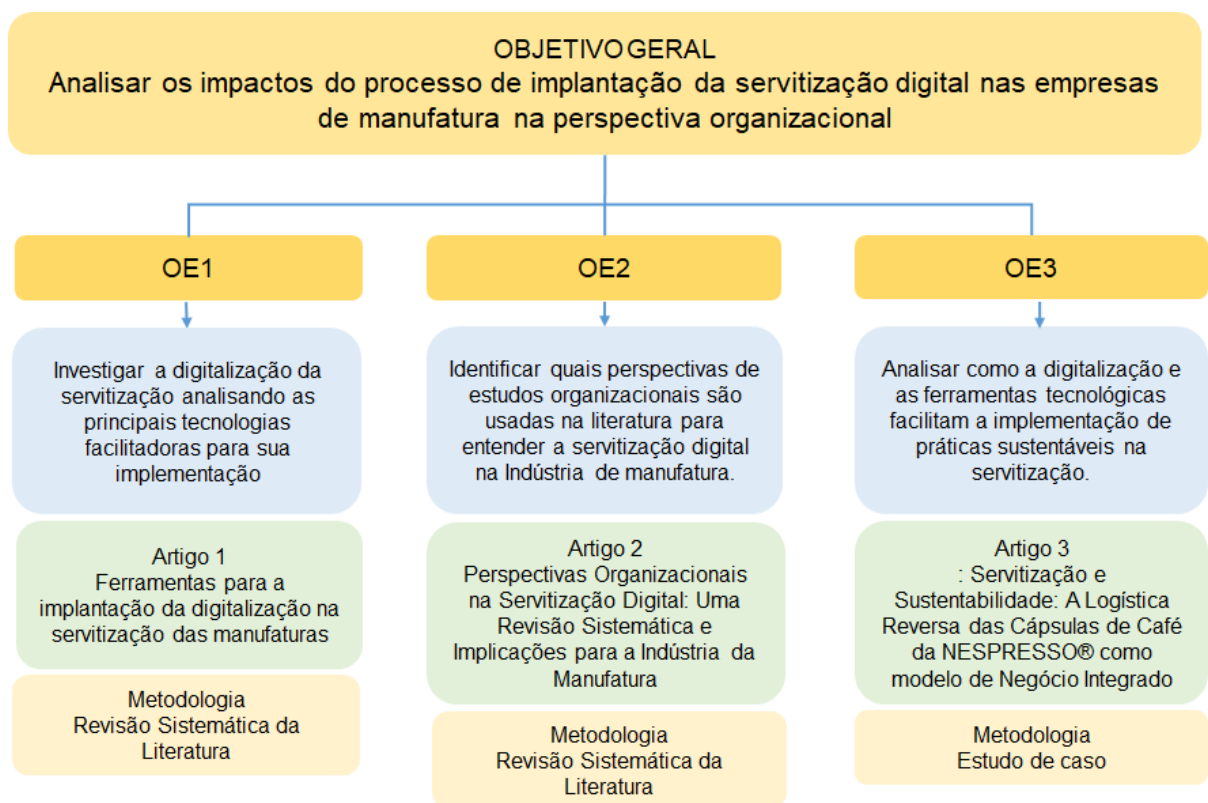 OBJETIVO GERAL
Analisar os impactos do processo de implantação da servitização digital nas empresas
de manufatura na perspectiva organizacional
OE1
OE2
OE3
Investigar a digitalização da
servitização analisando as
principais tecnologias
facilitadoras para sua
implementação
Identificar quais perspectivas de
estudos organizacionais são
usadas na literatura para
entender a servitização digital
na Indústria de manufatura.
Analisar como a digitalização e
as ferramentas tecnológicas
facilitam a implementação de
práticas sustentáveis na
servitização.
Artigo 1
Ferramentas para a
implantação da digitalização na
servitização das manufaturas
Artigo 2
Perspectivas Organizacionais
na Servitização Digital: Uma
Revisão Sistemática e
Implicações para a Indústria da
Manufatura
Artigo 3
: Servitização e
Sustentabilidade: A Logística
Reversa das Cápsulas de Café
da NESPRESSO® como
modelo de Negócio Integrado
Metodologia
Revisão Sistemática da
Literatura
Metodologia
Revisão Sistemática da
Literatura
Metodologia
Estudo de caso